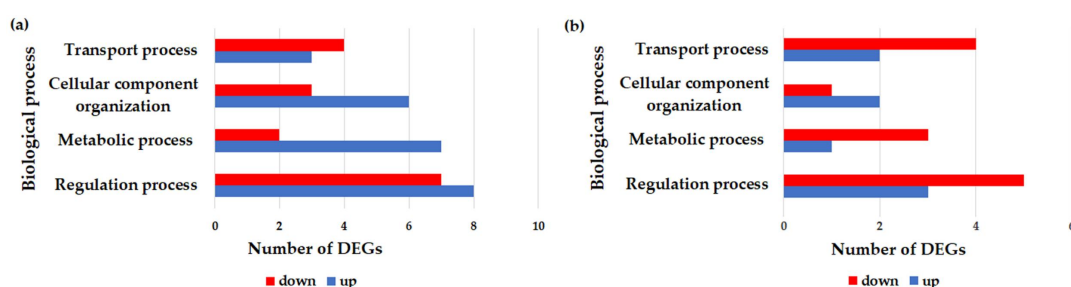 (a)
Biological process
Transport process
Cellular component
organization
Metabolic process
Regulation process
0 2 4 6 8 10
Number of DEGs
down up
(b)
Biological process
Transport process
Cellular component
organization
Metabolic process
Regulation process
0 2 4 6
Number of DEGs
down up